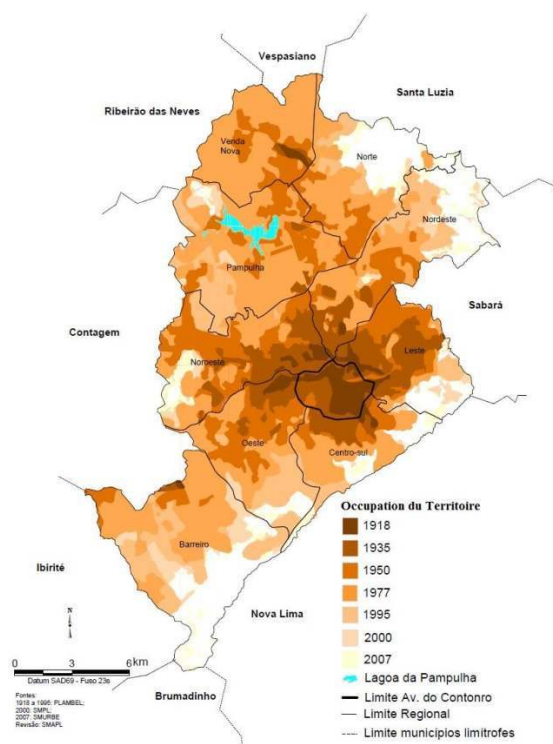 Vespasiano
Santa Luzia
Ribeirão das Neves
Venda
Nova
Norte
Nordeste
Pampulha
Sabará
Contagem
Noroeste
Leste
Oeste
Centro-sul
Barreiro
Ibirité
Nova Lima
Brumadinho
N
0 3 6 km
Datum SAD69 - Fuso 23s
Fontes:
1918 a 1995: PLAMBEL;
2000: SMPL;
2007: SMURBE
Revisão: SMAPL
Occupation du Territoire
1918
1935
1950
1977
1995
2000
2007
Lagoa da Pampulha
Limite Av. do Contonro
Limite Regional
Limite municípios limítrofes